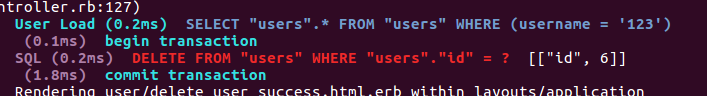 ntroller.rb:127)
User Load (0.2ms) SELECT "users".* FROM "users" WHERE (username = '123')
(0.1ms) begin transaction
SQL (0.2ms) DELETE FROM "users" WHERE "users"."id" = ? [["id", 6]]
(1.8ms) commit transaction
Rendering user/delete_user_success.html.erb within layouts/application